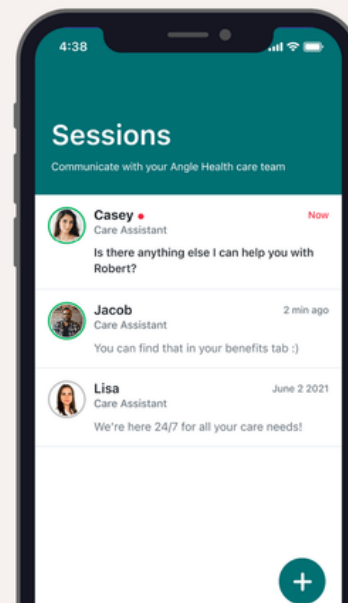 4:38
Sessions
Communicate with your Angle Health care team
Casey
Now
Care Assistant
Is there anything else I can help you with
Robert?
Jacob
2 min ago
Care Assistant
You can find that in your benefits tab :)
Lisa
June 2 2021
Care Assistant
We're here 24/7 for all your care needs!
+